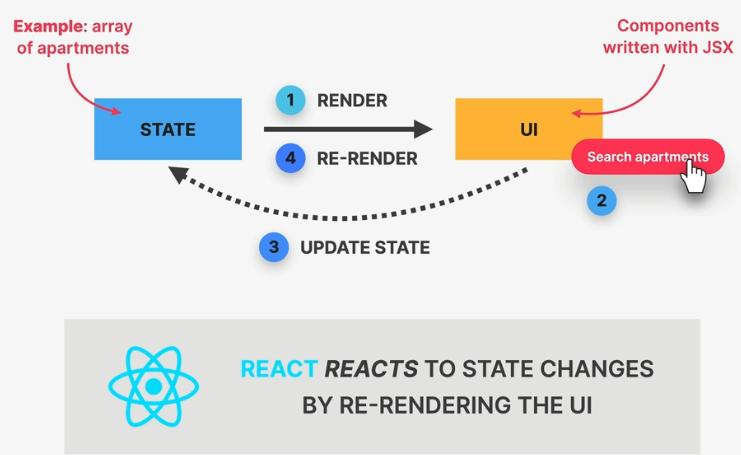 Example: array
of apartments
Components
written with JSX
1 RENDER
STATE
UI
4 RE-RENDER
Search apartments
2
3 UPDATE STATE
REACT REACTS TO STATE CHANGES
BY RE-RENDERING THE UI